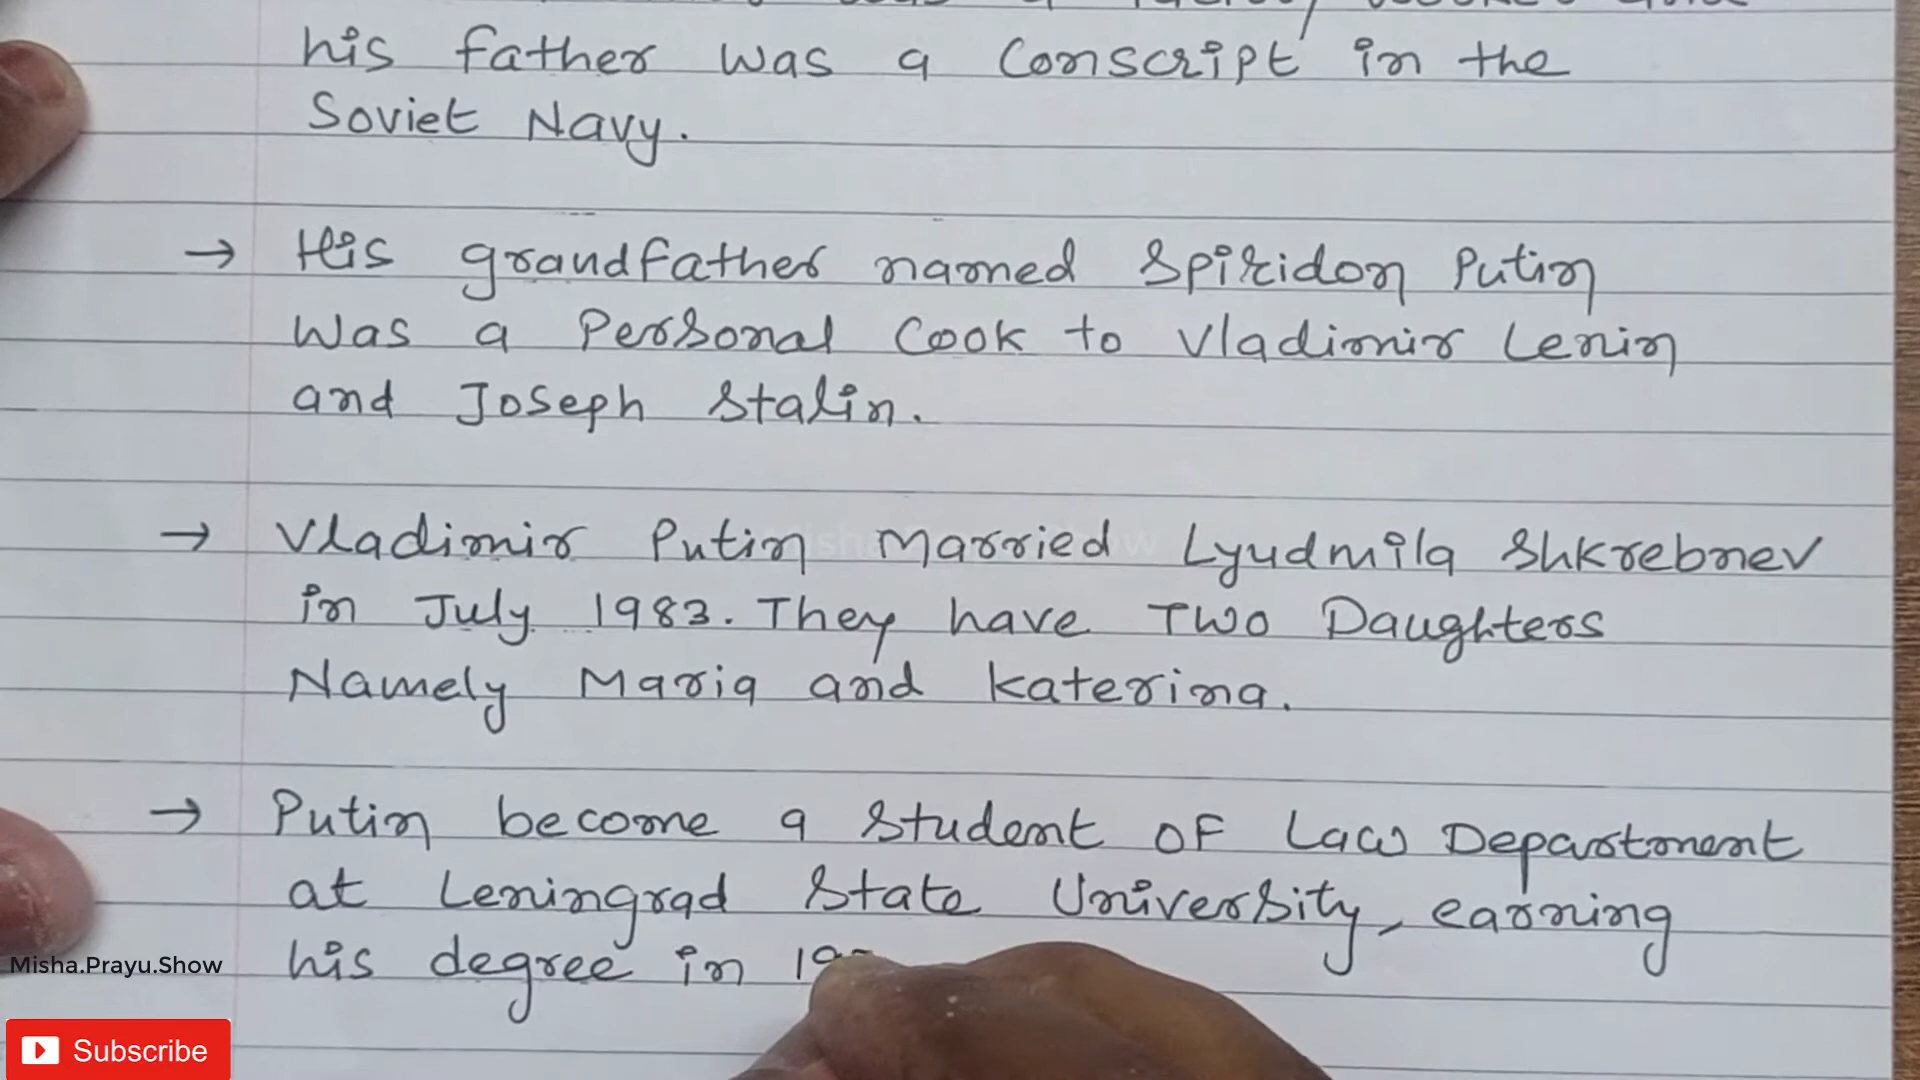 his father was a Conscript in the
Soviet Navy.
→ His grandfather named Spiridon Putin
was a Personal Cook to Vladimir Lenin
and Joseph Stalin.
→ Vladimir Putin Married Lyudmila Shkrebnev
in July 1983. They have Two Daughters
Namely Maria and Katerina.
→ Putin become a student OF Law Department
at Leningrad State University, earning
his degree in
Misha.Prayu.Show
Subscribe